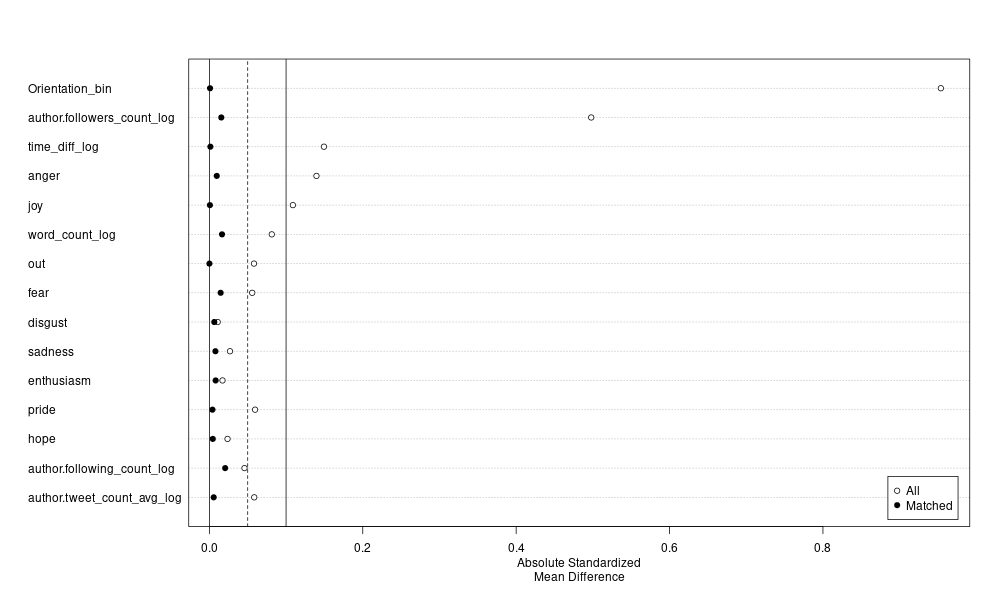 Orientation_bin
author.followers_count_log
time_diff_log
anger
joy
word_count_log
out
fear
disgust
sadness
enthusiasm
pride
hope
author.following_count_log
author.tweet_count_avg_log
All
Matched
0.0 0.2 0.4 0.6 0.8
Absolute Standardized
Mean Difference